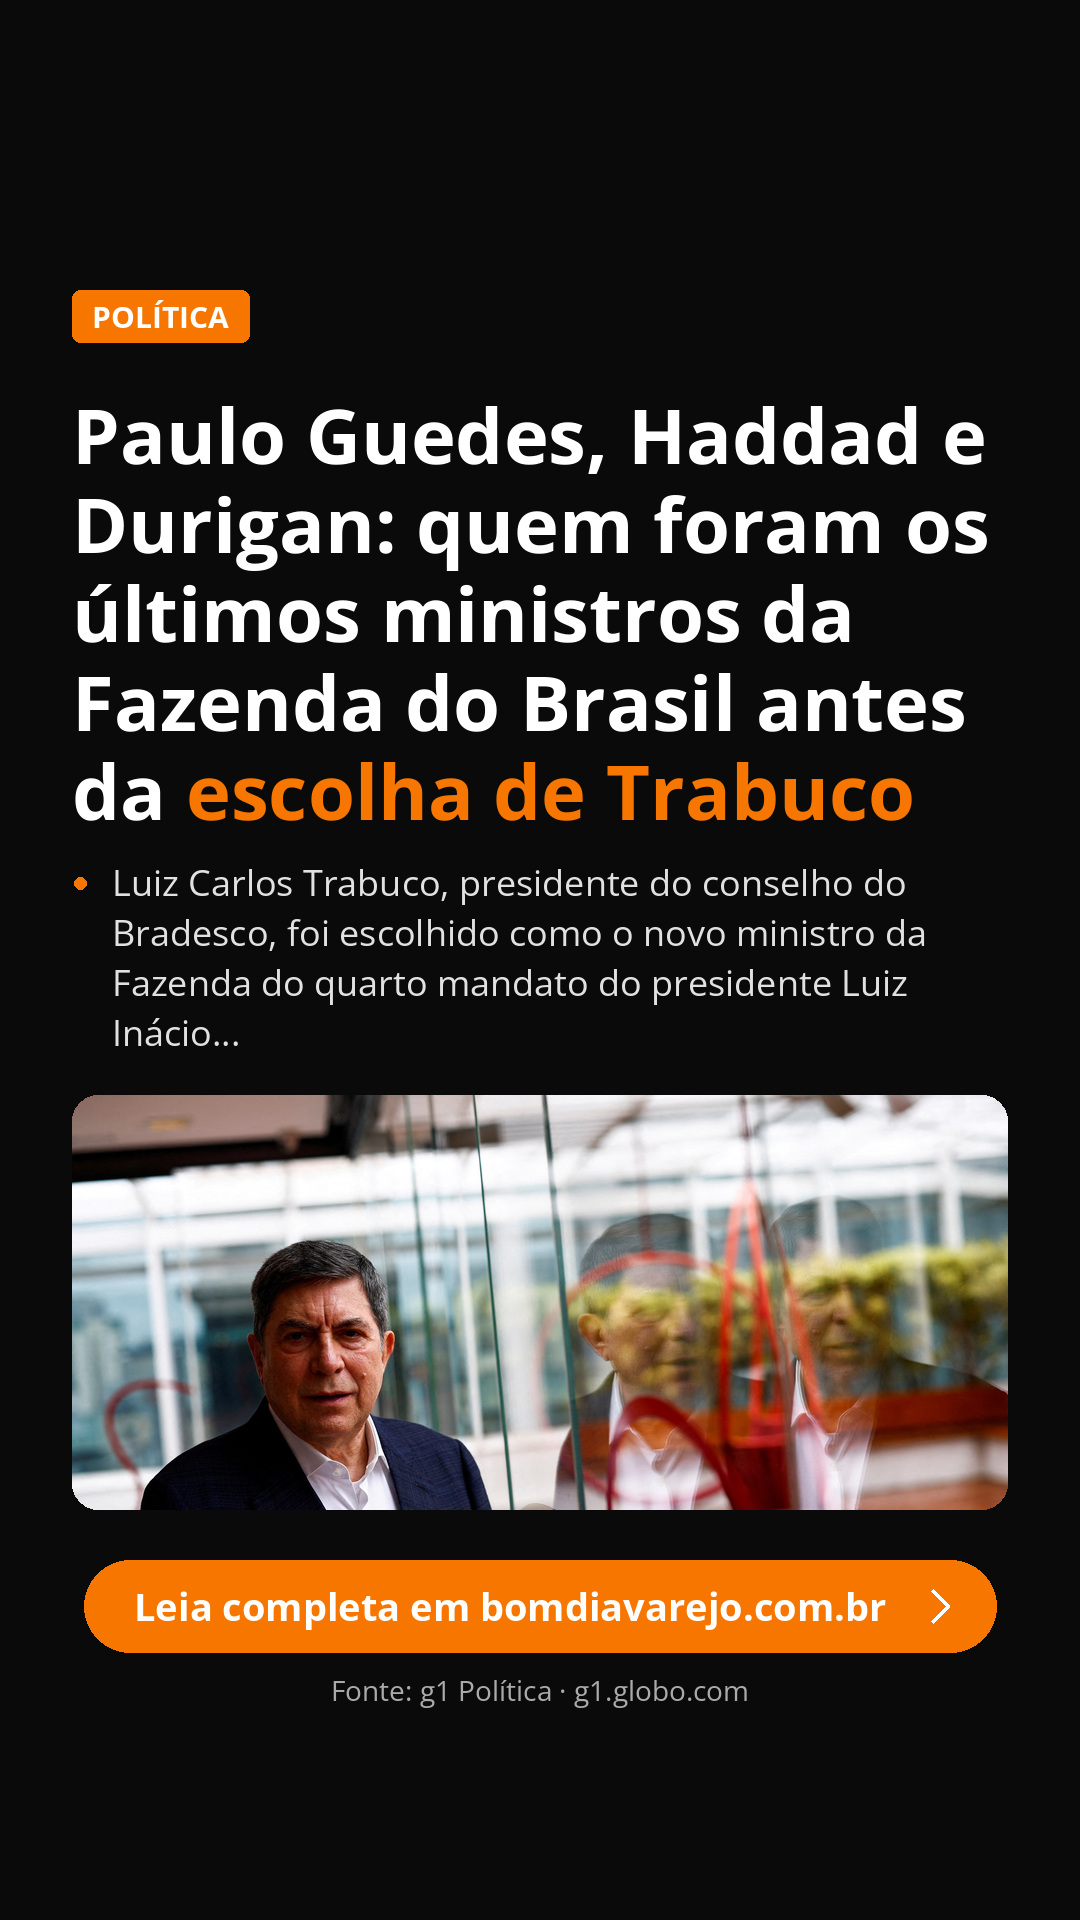 POLÍTICA
Paulo Guedes, Haddad e
Durigan: quem foram os
últimos ministros da
Fazenda do Brasil antes
da escolha de Trabuco
Luiz Carlos Trabuco, presidente do conselho do
Bradesco, foi escolhido como o novo ministro da
Fazenda do quarto mandato do presidente Luiz
Inácio...
Leia completa em bomdiavarejo.com.br
Fonte: g1 Política · g1.globo.com